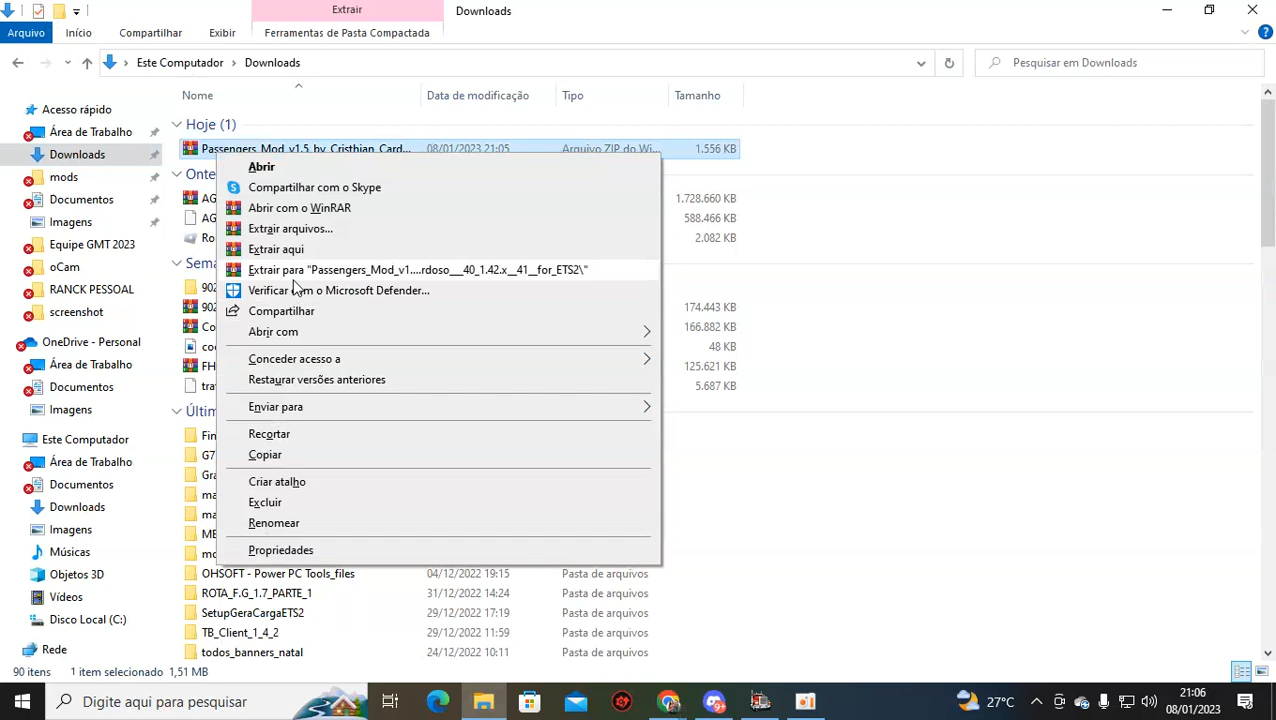 Extrair
Downloads
Arquivo
Início
Compartilhar
Exibir
Ferramentas de Pasta Compactada
Este Computador
Downloads
Pesquisar em Downloads
Nome
Data de modificação
Tipo
Tamanho
Acesso rápido
Área de Trabalho
Downloads
mods
Documentos
Imagens
Equipe GMT 2023
oCam
RANCK PESSOAL
screenshot
OneDrive - Personal
Área de Trabalho
Documentos
Imagens
Este Computador
Área de Trabalho
Documentos
Downloads
Imagens
Músicas
Objetos 3D
Vídeos
Disco Local (C:)
Rede
Hoje (1)
Passengers_Mod_v1.5_by_Cristhian_Card... 08/01/2023 21:05 Arquivo ZIP do Wi... 1.556 KB
Abrir
Compartilhar com o Skype
Abrir com o WinRAR
Extrair arquivos...
Extrair aqui
Extrair para "Passengers_Mod_v1....rdoso___40_1.42.x__41__for_ETS2\"
Verificar com o Microsoft Defender...
Compartilhar
Abrir com
Conceder acesso a
Restaurar versões anteriores
Enviar para
Recortar
Copiar
Criar atalho
Excluir
Renomear
Propriedades
1.728.660 KB
588.466 KB
2.082 KB
174.443 KB
166.882 KB
48 KB
125.621 KB
5.687 KB
OHSOFT - Power PC Tools_files 04/12/2022 19:15 Pasta de arquivos
ROTA_F.G_1.7_PARTE_1 31/12/2022 14:24 Pasta de arquivos
SetupGeraCargaETS2 29/12/2022 17:19 Pasta de arquivos
TB_Client_1_4_2 29/12/2022 11:59 Pasta de arquivos
todos_banners_natal 24/12/2022 10:11 Pasta de arquivos
90 itens 1 item selecionado 1,51 MB
Digite aqui para pesquisar
27°C
21:06
08/01/2023